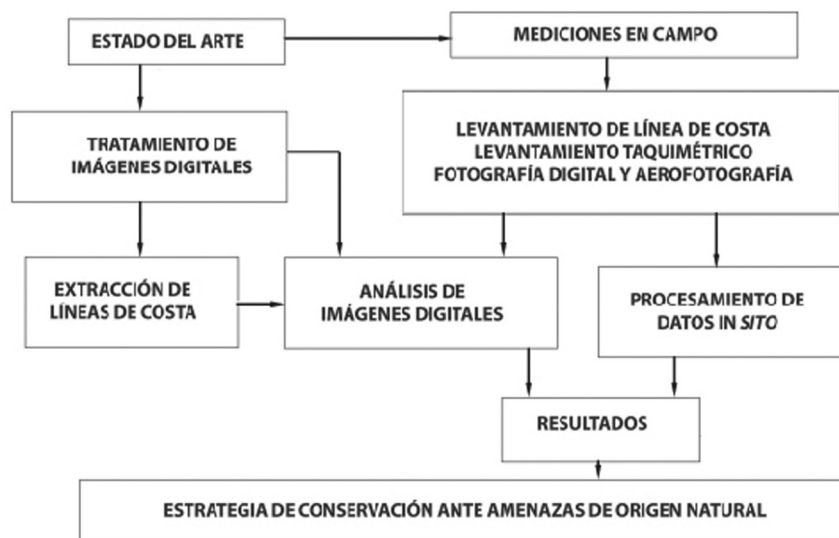 ESTADO DEL ARTE
MEDICIONES EN CAMPO
TRATAMIENTO DE
IMÁGENES DIGITALES
LEVANTAMIENTO DE LÍNEA DE COSTA
LEVANTAMIENTO TAQUIMÉTRICO
FOTOGRAFÍA DIGITAL Y AEROFOTOGRAFÍA
EXTRACCIÓN DE
LÍNEAS DE COSTA
ANÁLISIS DE
IMÁGENES DIGITALES
PROCESAMIENTO DE
DATOS IN SITO
RESULTADOS
ESTRATEGIA DE CONSERVACIÓN ANTE AMENAZAS DE ORIGEN NATURAL